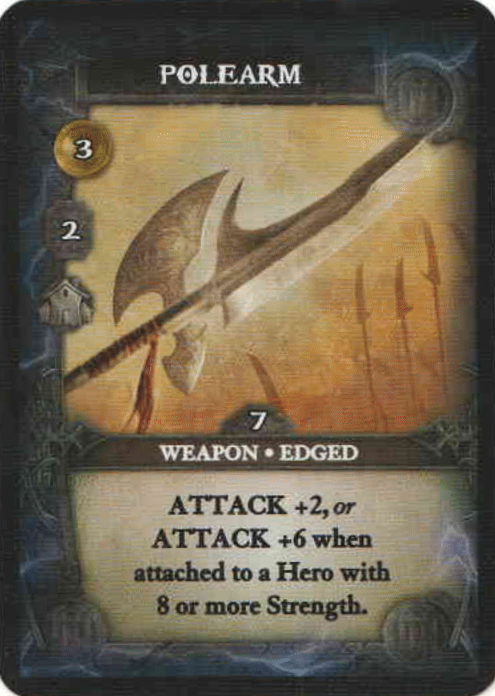 POLEARM
3
2
7
WEAPON • EDGED
ATTACK +2, or
ATTACK +6 when
attached to a Hero with
8 or more Strength.